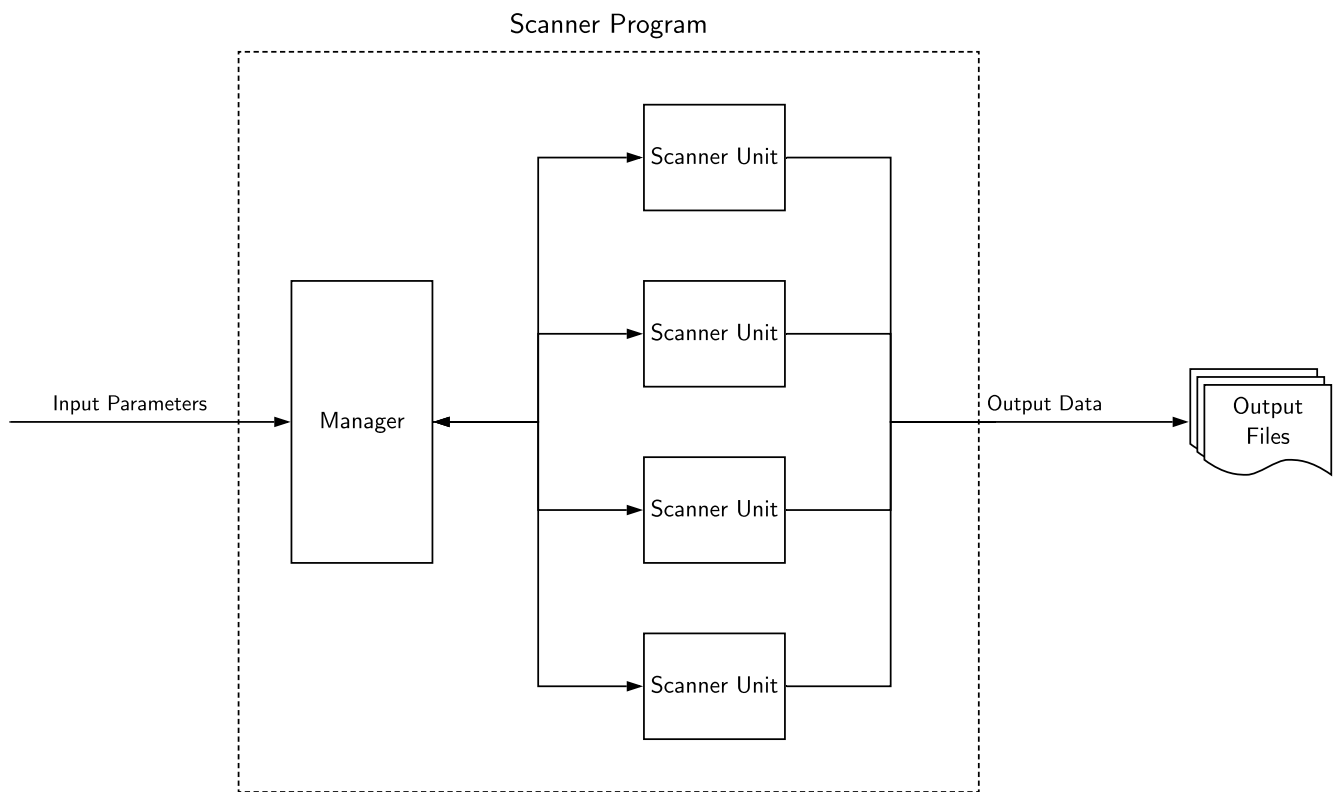 Scanner Program
Scanner Unit
Scanner Unit
Input Parameters
Manager
Output Data
Output
Files
Scanner Unit
Scanner Unit